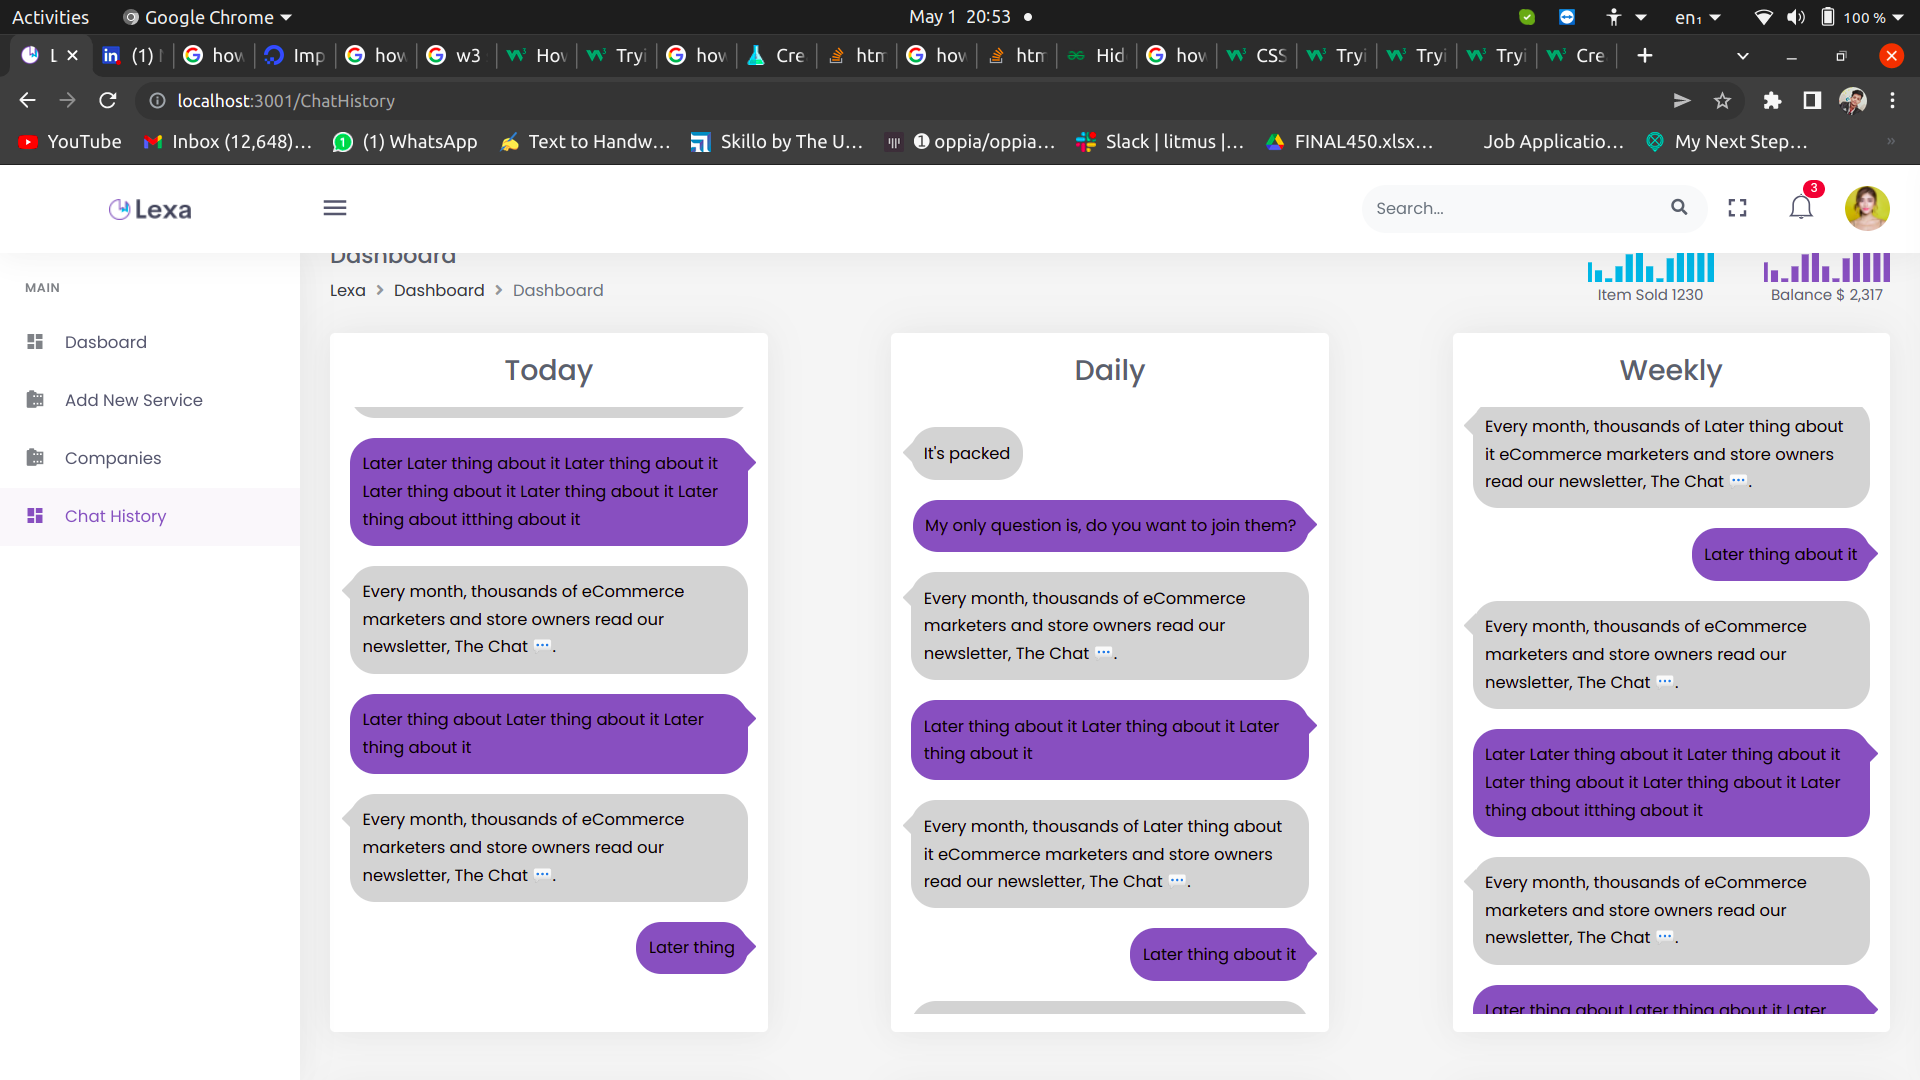 Activities
Google Chrome
May 1 20:53
en₁
100 %
L
(1)
how
Imp
how
w3
Hov
Tryi
how
Cre
htm
how
htm
Hid
how
CSS
Tryi
Tryi
Tryi
Cre
localhost:3001/ChatHistory
YouTube
Inbox (12,648)...
(1) WhatsApp
Text to Handw...
Skillo by The U...
❶ oppia/oppia...
Slack | litmus |...
FINAL450.xlsx...
Job Applicatio...
My Next Step...
»
Lexa
Search...
3
Dashboard
Lexa > Dashboard > Dashboard
Item Sold 1230
Balance $ 2,317
MAIN
Dasboard
Add New Service
Companies
Chat History
Today
Later Later thing about it Later thing about it
Later thing about it Later thing about it Later
thing about itthing about it
Every month, thousands of eCommerce
marketers and store owners read our
newsletter, The Chat 💬.
Later thing about Later thing about it Later
thing about it
Every month, thousands of eCommerce
marketers and store owners read our
newsletter, The Chat 💬.
Later thing
Daily
It's packed
My only question is, do you want to join them?
Every month, thousands of eCommerce
marketers and store owners read our
newsletter, The Chat 💬.
Later thing about it Later thing about it Later
thing about it
Every month, thousands of Later thing about
it eCommerce marketers and store owners
read our newsletter, The Chat 💬.
Later thing about it
Weekly
Every month, thousands of Later thing about
it eCommerce marketers and store owners
read our newsletter, The Chat 💬.
Later thing about it
Every month, thousands of eCommerce
marketers and store owners read our
newsletter, The Chat 💬.
Later Later thing about it Later thing about it
Later thing about it Later thing about it Later
thing about itthing about it
Every month, thousands of eCommerce
marketers and store owners read our
newsletter, The Chat 💬.
Later thing about Later thing about it Later